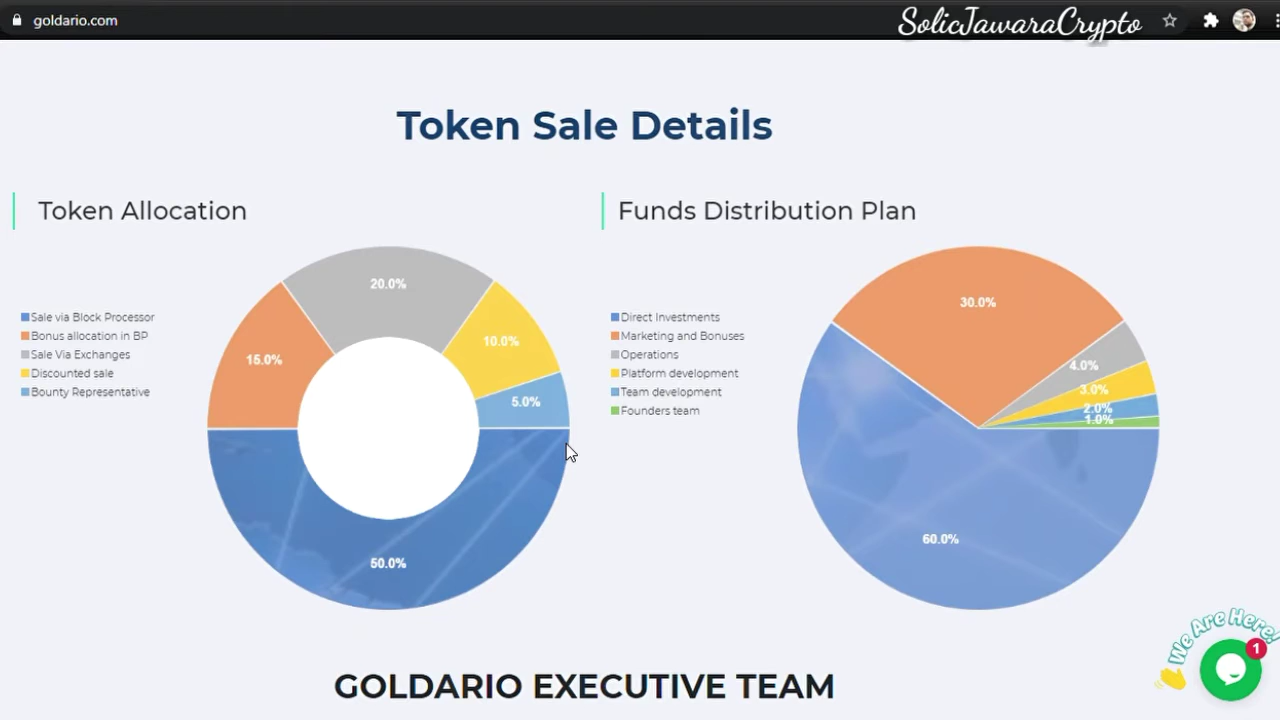 goldario.com
SolicJawaraCrypto
Token Sale Details
Token Allocation
Sale via Block Processor
Bonus allocation in BP
Sale Via Exchanges
Discounted sale
Bounty Representative
20.0%
10.0%
15.0%
5.0%
50.0%
Funds Distribution Plan
Direct Investments
Marketing and Bonuses
Operations
Platform development
Team development
Founders team
30.0%
4.0%
3.0%
2.0%
1.0%
60.0%
GOLDARIO EXECUTIVE TEAM
We Are Here!
1